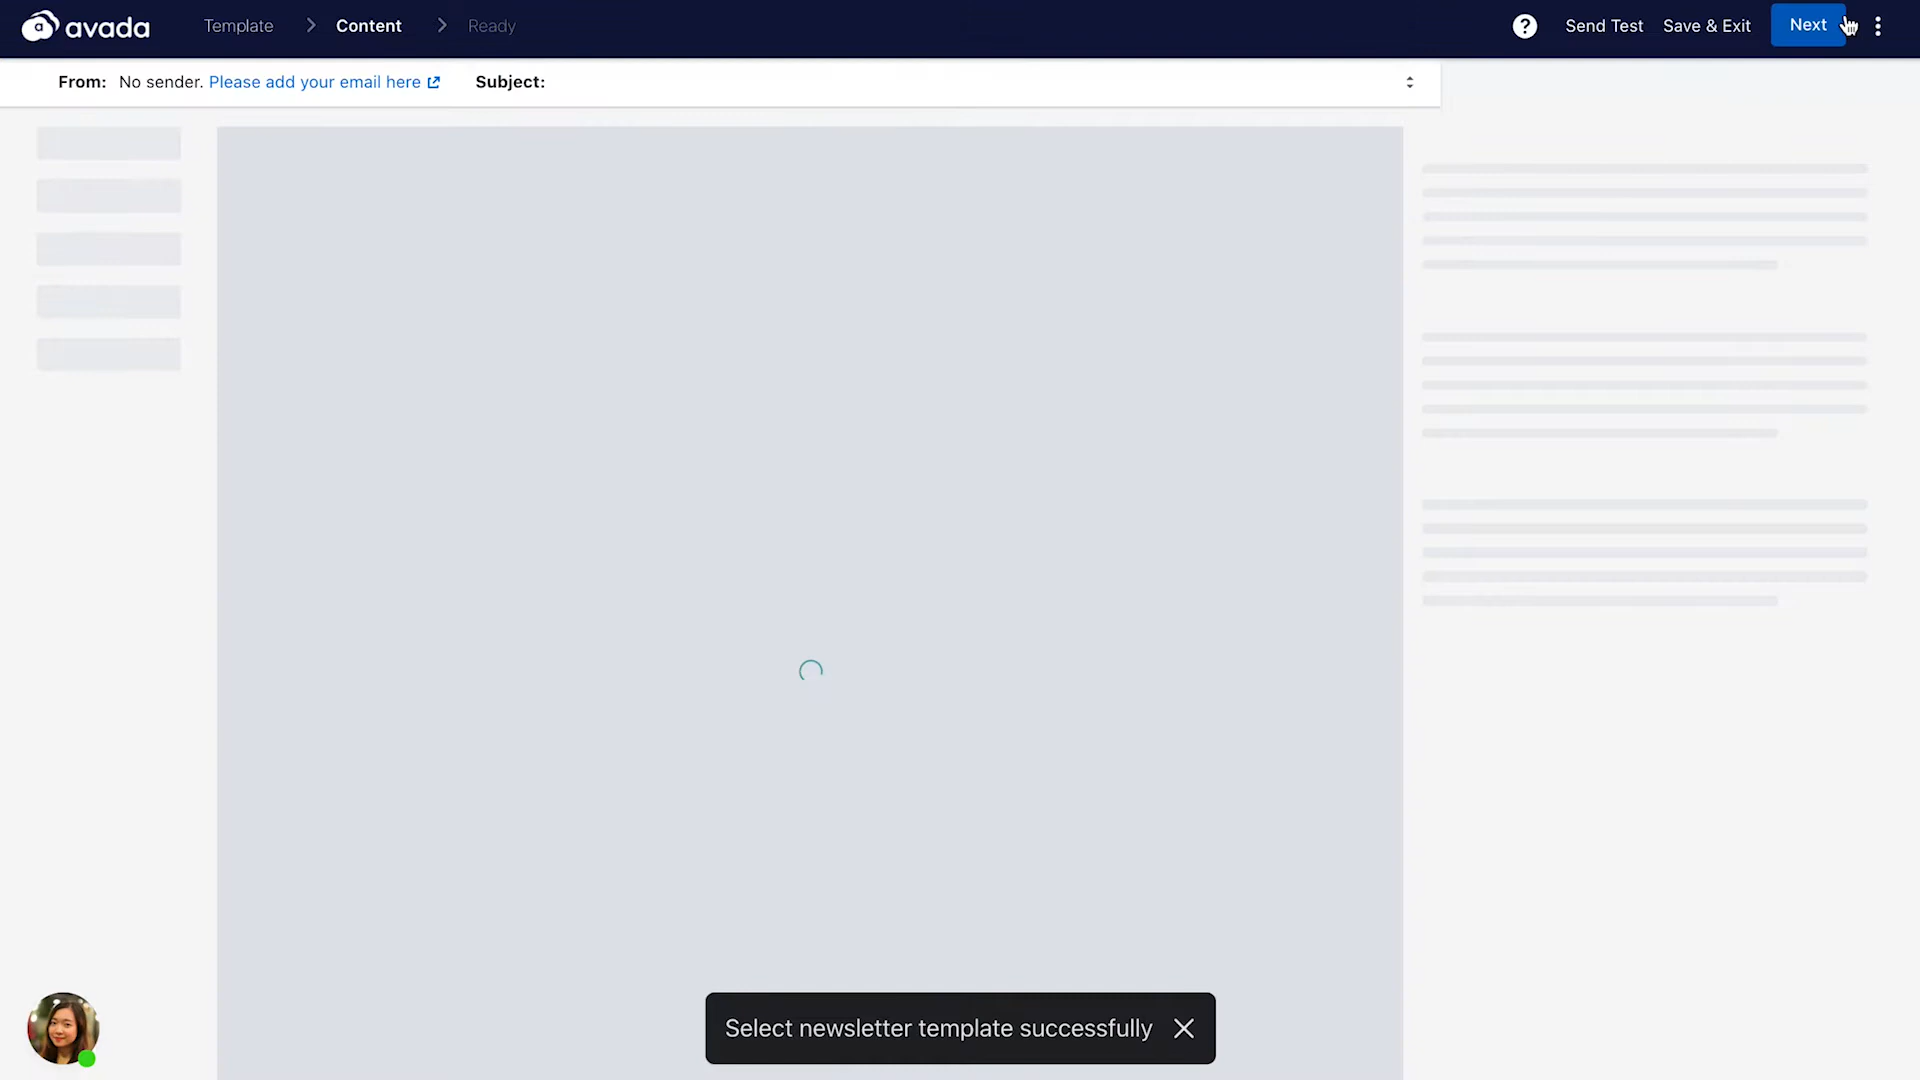 avada
Template
Content
Ready
?
Send Test
Save & Exit
Next
From: No sender. Please add your email here
Subject:
Select newsletter template successfully